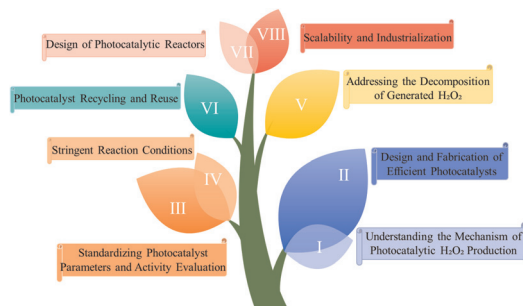 Design of Photocatalytic Reactors
VII
VIII
Scalability and Industrialization
Photocatalyst Recycling and Reuse
VI
V
Addressing the Decomposition
of Generated H₂O₂
Stringent Reaction Conditions
IV
III
Standardizing Photocatalyst
Parameters and Activity Evaluation
II
Design and Fabrication of
Efficient Photocatalysts
I
Understanding the Mechanism of
Photocatalytic H₂O₂ Production